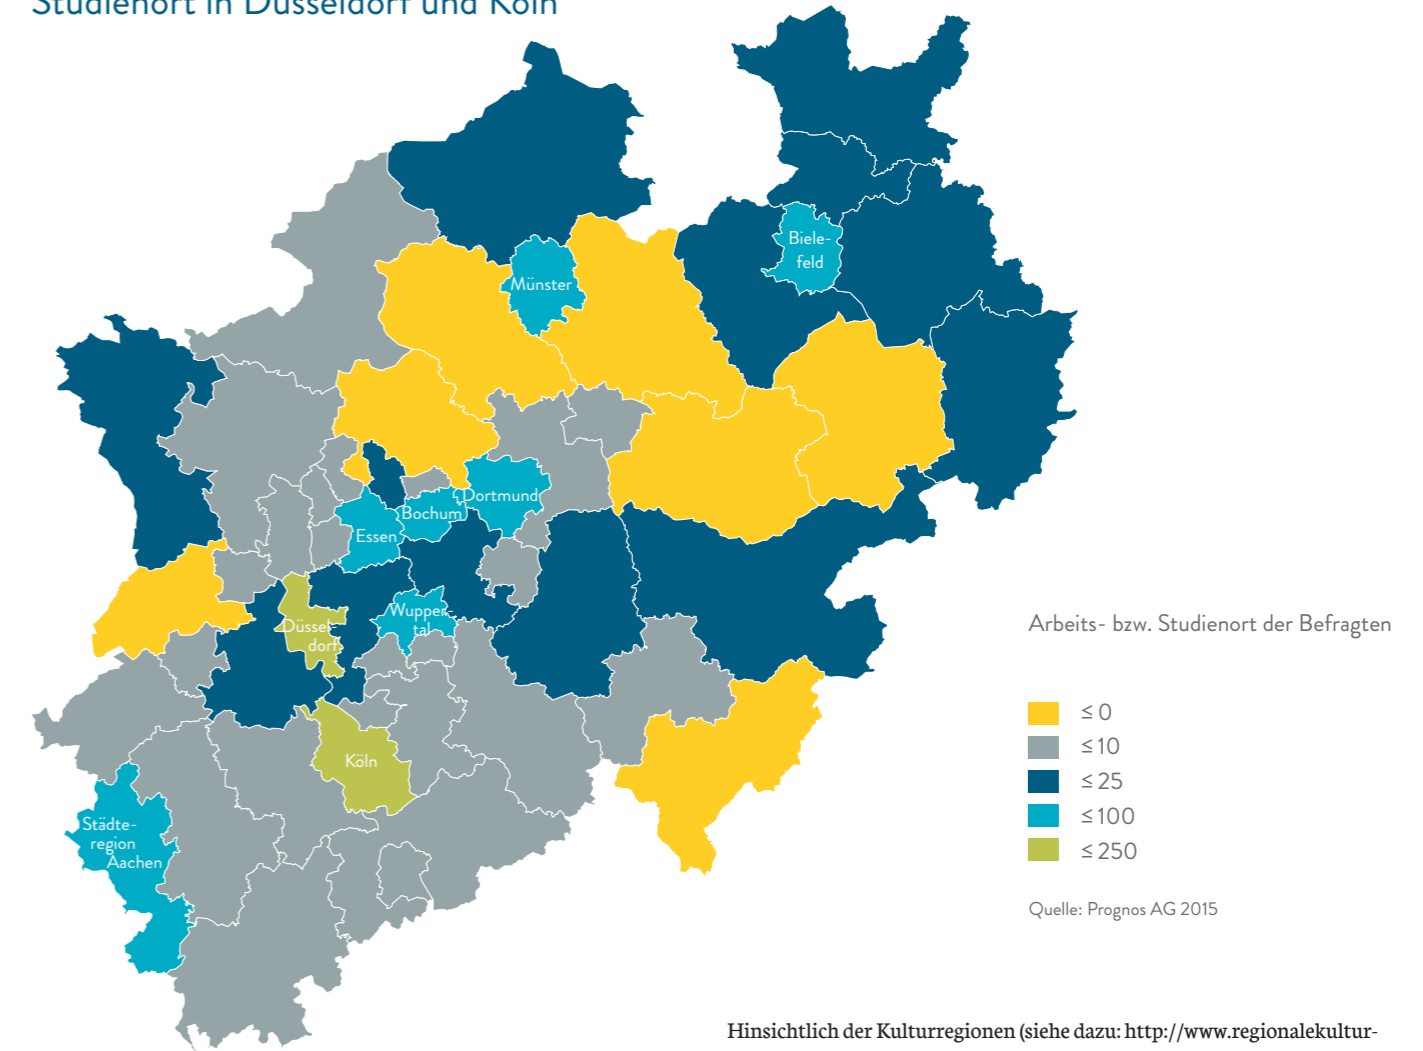 Studienort in Düsseldorf und Köln
Biele-
feld
Münster
Dortmund
Bochum
Essen
Wupper-
tal
Düssel-
dorf
Köln
Städte-
region
Aachen
Arbeits- bzw. Studienort der Befragten
≤ 0
≤ 10
≤ 25
≤ 100
≤ 250
Quelle: Prognos AG 2015
Hinsichtlich der Kulturregionen (siehe dazu: http://www.regionalekultur-